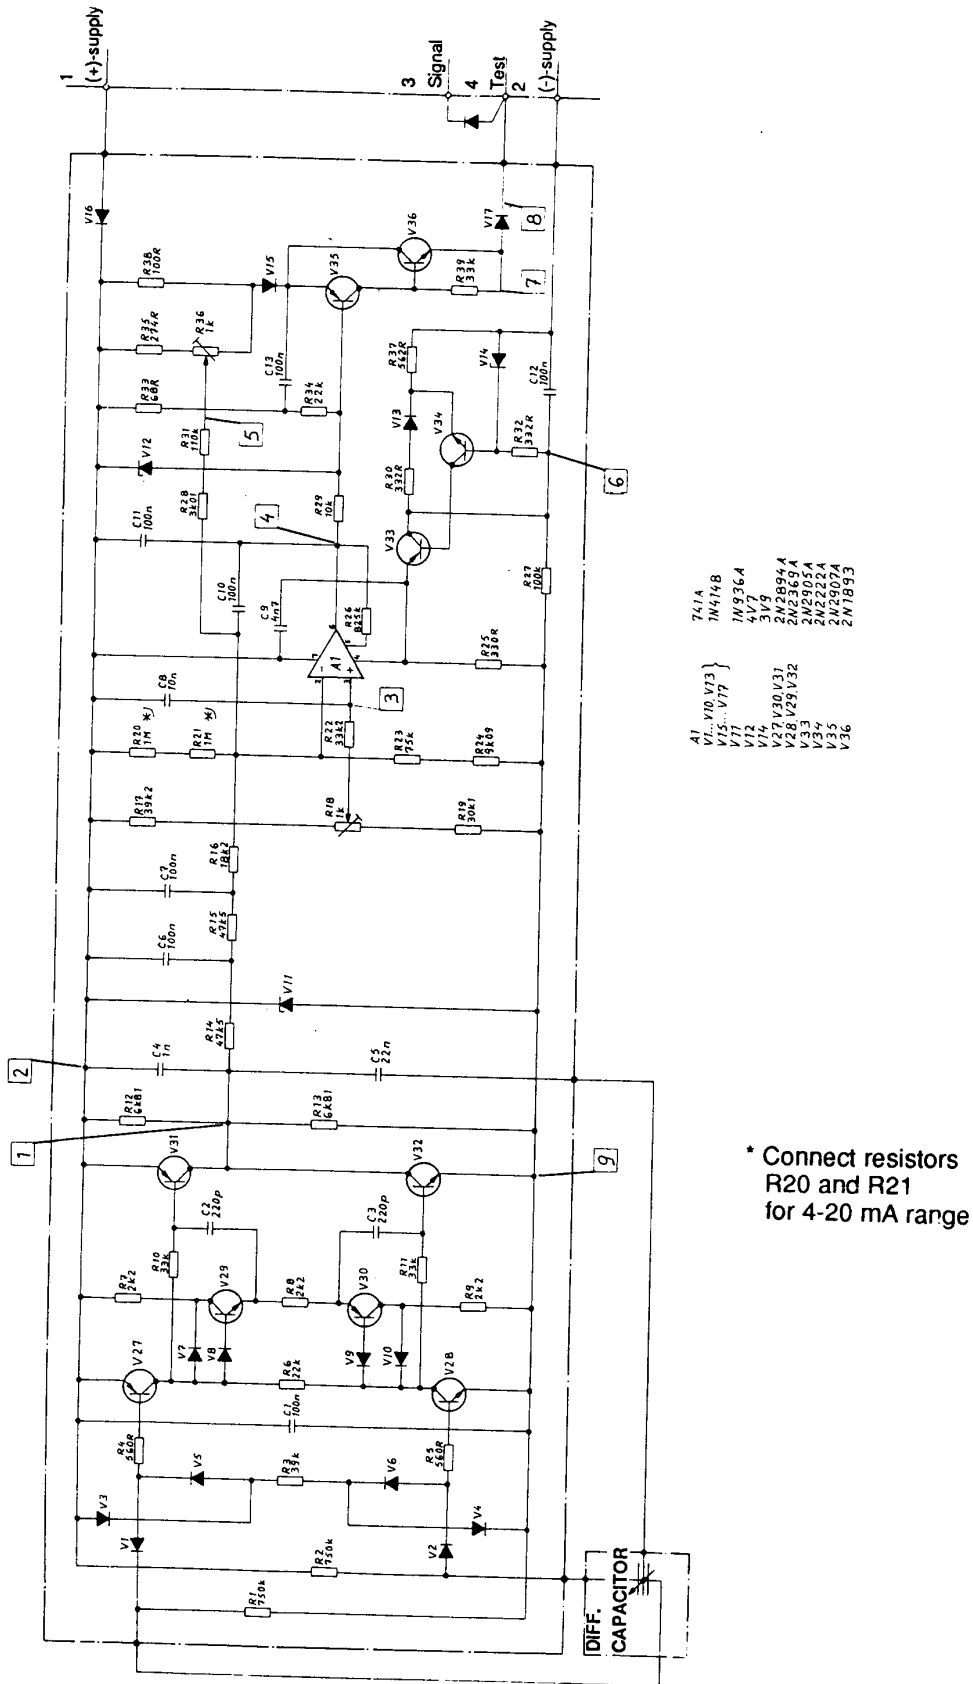 1
(+)-supply
3
Signal
4
Test
2
(-)-supply
V16
R38
100R
V15
R35
274R
R36
1k
R33
68R
C13
100n
R34
22k
V35
V36
R39
33k
V17
8
7
V12
R31
110k
5
R28
3k01
R29
10k
4
R37
562R
V14
C12
100n
V13
V34
R30
332R
R32
332R
6
V33
C11
100n
C10
100n
C9
4n7
R26
825k
R27
100k
7
2
6
A1
5
3
4
-
+
R25
330R
C8
10n
3
R20
1M *)
R21
1M *)
R22
33k2
R23
75k
R24
9k09
R17
39k2
R18
1k
R19
30k1
R16
18k2
C7
100n
R15
47k5
C6
100n
V11
R14
47k5
2
C4
1n
C5
22n
R12
6k81
R13
6k81
1
V31
V32
9
C2
220p
C3
220p
R10
33k
R11
33k
R7
2k2
V29
R8
2k2
V30
R9
2k2
V7
V8
V9
V10
V27
R6
22k
V28
C1
100n
R4
560R
V5
R3
39k
V6
R5
560R
V3
V4
V1
V2
R2
750k
R1
750k
DIFF.
CAPACITOR
A1 741A
V1...V10,V13 } 1N4148
V15...V17
V11 1N936A
V12 4V7
V14 3V9
V27,V30,V31 2N2894A
V28,V29,V32 2N2369A
V33 2N2905A
V34 2N2222A
V35 2N2907A
V36 2N1893
* Connect resistors
R20 and R21
for 4-20 mA range